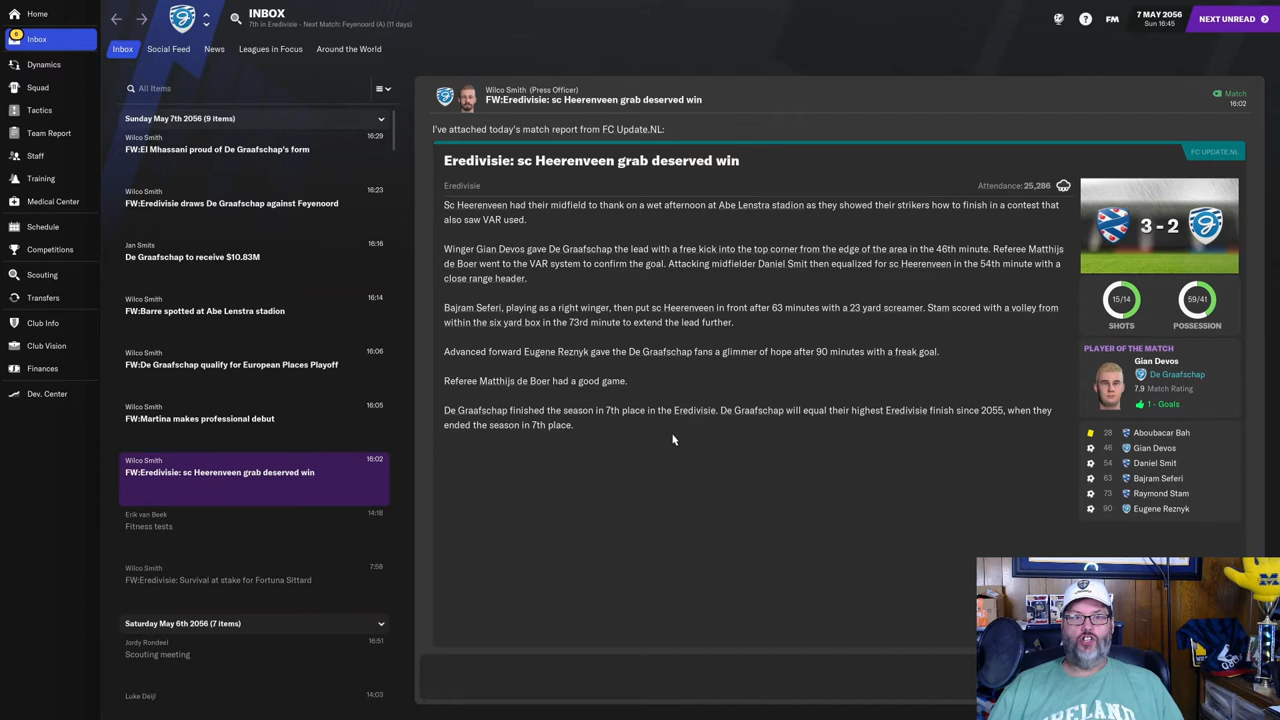 Home
6
Inbox
Dynamics
Squad
Tactics
Team Report
Staff
Training
Medical Center
Schedule
Competitions
Scouting
Transfers
Club Info
Club Vision
Finances
Dev. Center
INBOX
7th in Eredivisie - Next Match: Feyenoord (A) (11 days)
FM
7 MAY 2056
Sun 16:45
NEXT UNREAD
Inbox
Social Feed
News
Leagues in Focus
Around the World
All Items
Sunday May 7th 2056 (9 items)
Wilco Smith
16:29
FW:El Mhassani proud of De Graafschap's form
Wilco Smith
16:23
FW:Eredivisie draws De Graafschap against Feyenoord
Jan Smits
16:16
De Graafschap to receive $10.83M
Wilco Smith
16:14
FW:Barre spotted at Abe Lenstra stadion
Wilco Smith
16:06
FW:De Graafschap qualify for European Places Playoff
Wilco Smith
16:05
FW:Martina makes professional debut
Wilco Smith
16:02
FW:Eredivisie: sc Heerenveen grab deserved win
Erik van Beek
14:18
Fitness tests
Wilco Smith
7:58
FW:Eredivisie: Survival at stake for Fortuna Sittard
Saturday May 6th 2056 (7 items)
Jordy Rondeel
16:51
Scouting meeting
Luke Deijl
14:03
Wilco Smith (Press Officer)
FW:Eredivisie: sc Heerenveen grab deserved win
Match
16:02
I've attached today's match report from FC Update.NL:
FC UPDATE.NL
Eredivisie: sc Heerenveen grab deserved win
Eredivisie
Attendance: 25,286
Sc Heerenveen had their midfield to thank on a wet afternoon at Abe Lenstra stadion as they showed their strikers how to finish in a contest that
also saw VAR used.
Winger Gian Devos gave De Graafschap the lead with a free kick into the top corner from the edge of the area in the 46th minute. Referee Matthijs
de Boer went to the VAR system to confirm the goal. Attacking midfielder Daniel Smit then equalized for sc Heerenveen in the 54th minute with a
close range header.
Bajram Seferi, playing as a right winger, then put sc Heerenveen in front after 63 minutes with a 23 yard screamer. Stam scored with a volley from
within the six yard box in the 73rd minute to extend the lead further.
Advanced forward Eugene Reznyk gave the De Graafschap fans a glimmer of hope after 90 minutes with a freak goal.
Referee Matthijs de Boer had a good game.
De Graafschap finished the season in 7th place in the Eredivisie. De Graafschap will equal their highest Eredivisie finish since 2055, when they
ended the season in 7th place.
3 - 2
15/14
SHOTS
59/41
POSSESSION
PLAYER OF THE MATCH
Gian Devos
De Graafschap
7.9 Match Rating
1 - Goals
28 Aboubacar Bah
46 Gian Devos
54 Daniel Smit
63 Bajram Seferi
73 Raymond Stam
90 Eugene Reznyk
M
IRELAND